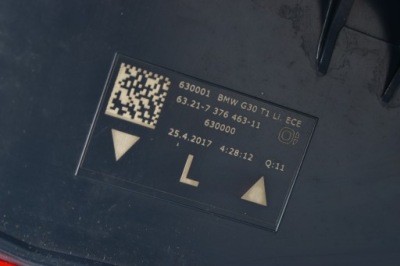 630001 BMW G30 T1 Li. ECE
63.21-7 376 463-11
630000
25.4.2017 4:28:12 Q:11
L